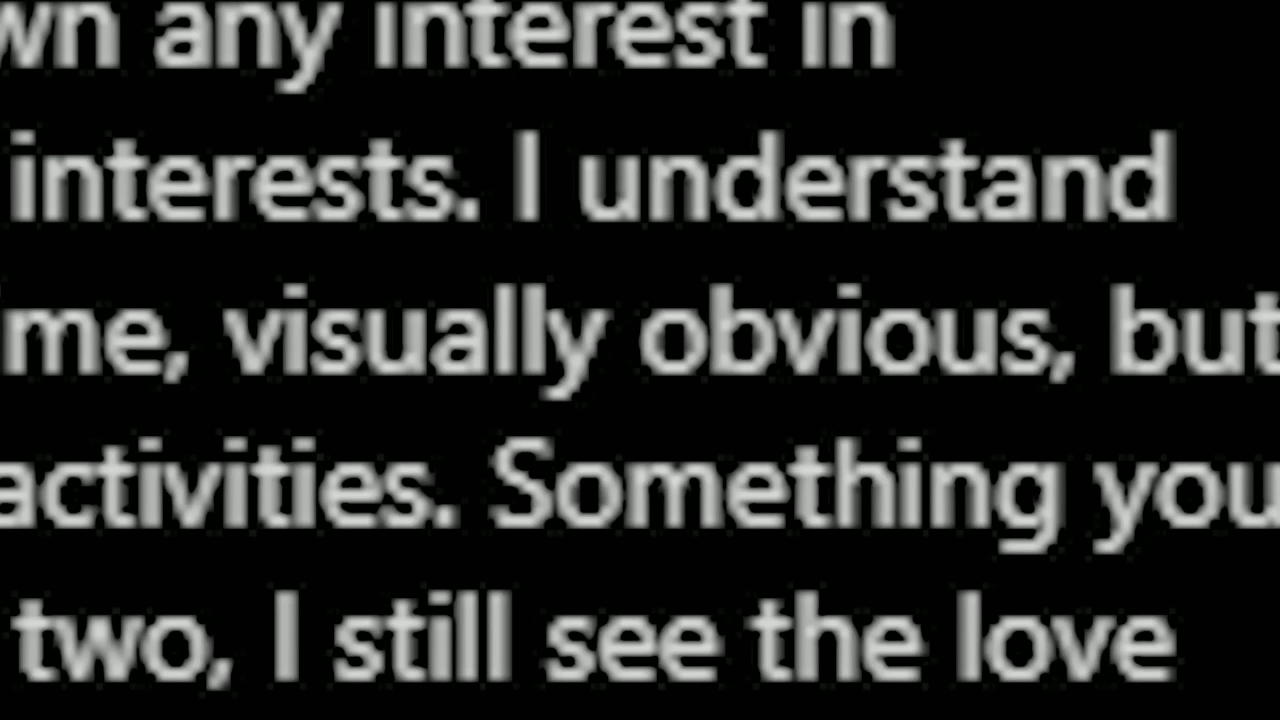 wn any interest in
interests. I understand
me, visually obvious, but
activities. Something you
two, I still see the love